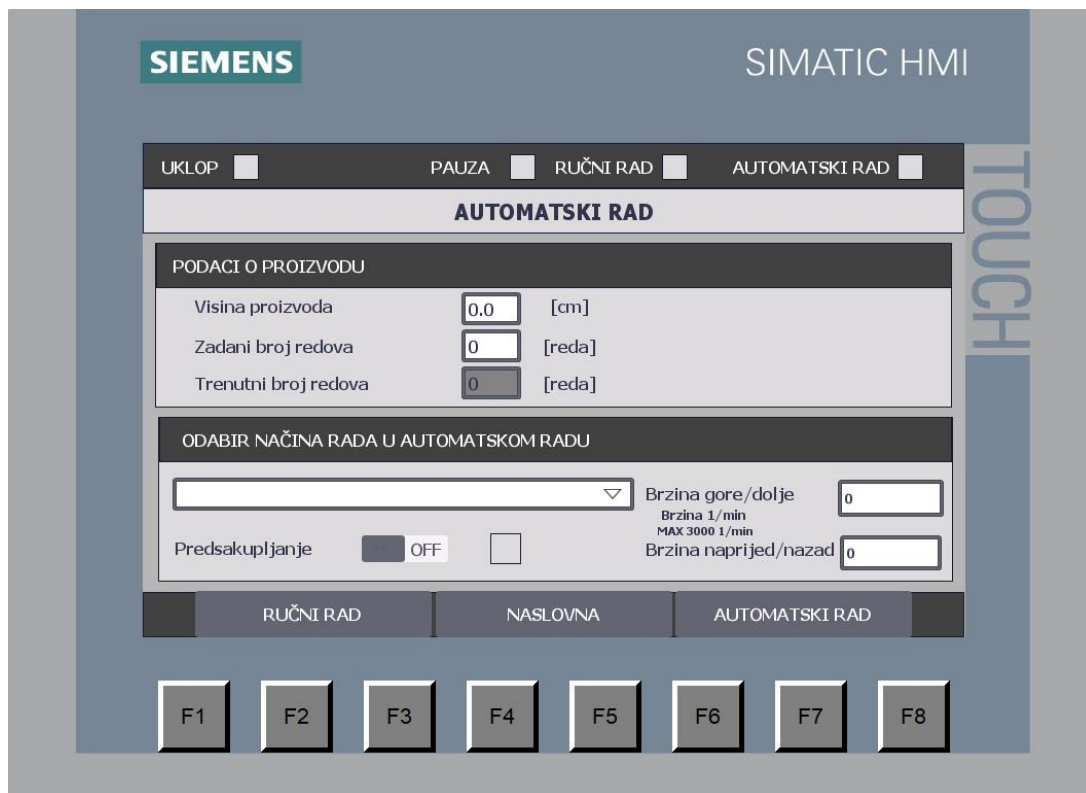 SIEMENS SIMATIC HMI
TOUCH
UKLOP PAUZA RUČNI RAD AUTOMATSKI RAD
AUTOMATSKI RAD
PODACI O PROIZVODU
Visina proizvoda 0.0 [cm]
Zadani broj redova 0 [reda]
Trenutni broj redova 0 [reda]
ODABIR NAČINA RADA U AUTOMATSKOM RADU
Brzina gore/dolje 0
Brzina 1/min
MAX 3000 1/min
Predsakupljanje OFF Brzina naprijed/nazad 0
RUČNI RAD NASLOVNA AUTOMATSKI RAD
F1 F2 F3 F4 F5 F6 F7 F8